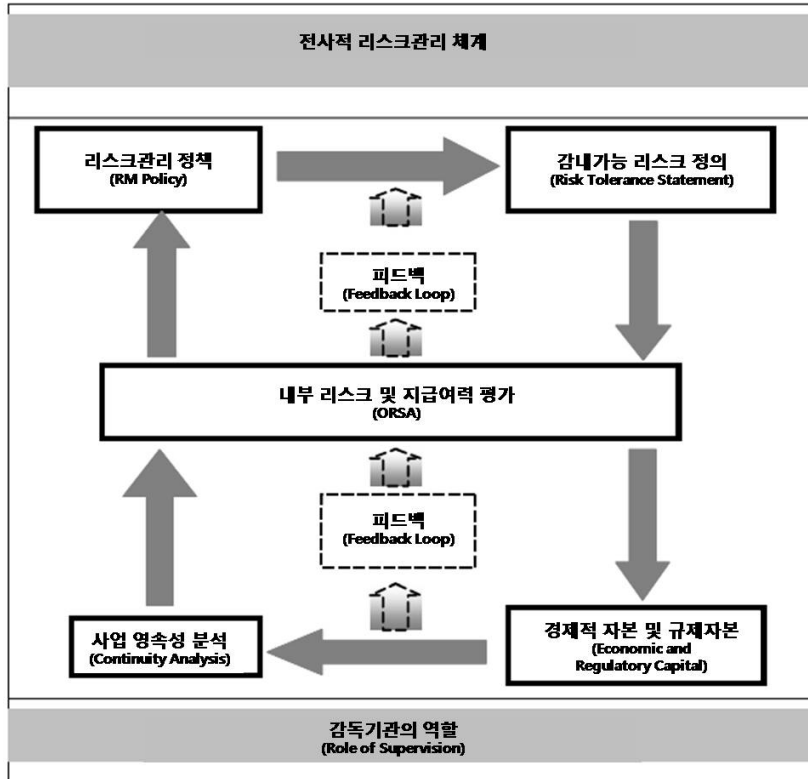 전사적 리스크관리 체계
리스크관리 정책
(RM Policy)
감내가능 리스크 정의
(Risk Tolerance Statement)
피드백
(Feedback Loop)
내부 리스크 및 지급여력 평가
(ORSA)
피드백
(Feedback Loop)
사업 영속성 분석
(Continuity Analysis)
경제적 자본 및 규제자본
(Economic and
Regulatory Capital)
감독기관의 역할
(Role of Supervision)